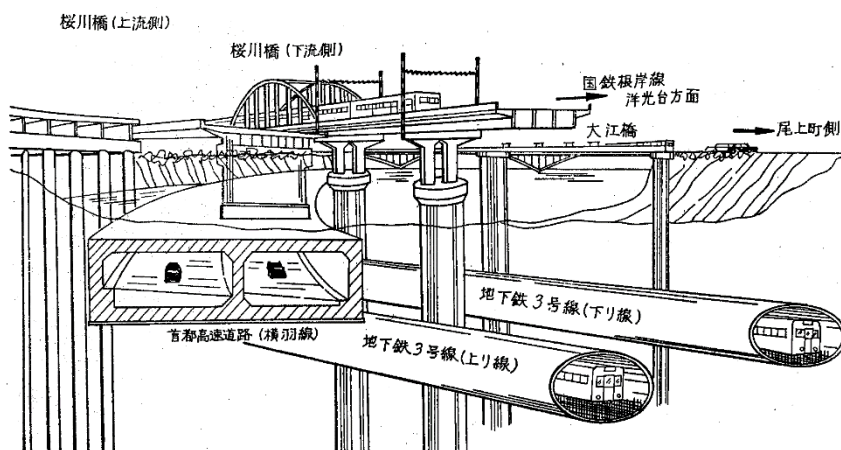 桜川橋(上流側)
桜川橋(下流側)
国鉄根岸線
洋光台方面
大江橋
尾上町側
地下鉄3号線(下り線)
首都高速道路(横羽線)
地下鉄3号線(上り線)